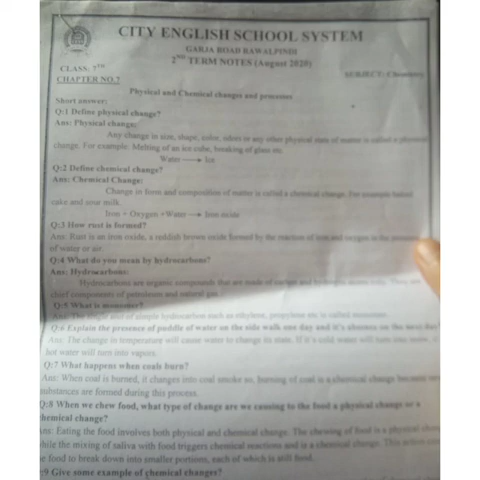 CITY ENGLISH SCHOOL SYSTEM
GARJA ROAD RAWALPINDI
2ND TERM NOTES (August 2020)
CLASS: 7TH
SUBJECT: Chemistry
CHAPTER NO.7
Physical and Chemical changes and processes
Short answer:
Q:1 Define physical change?
Ans: Physical change:
Any change in size, shape, color, or any other physical state of matter is called a physical
change. For example: Melting of an ice cube, breaking of glass etc.
Water → Ice
Q:2 Define chemical change?
Ans: Chemical Change:
Change in form and composition of matter is called a chemical change. For example baked
cake and sour milk.
Iron + Oxygen +Water → Iron oxide
Q:3 How rust is formed?
Ans: Rust is an iron oxide, a reddish brown oxide formed by the reaction of iron and oxygen in the presence
of water or air.
Q:4 What do you mean by hydrocarbons?
Ans: Hydrocarbons:
Hydrocarbons are organic compounds that are made of and They are
chief components of petroleum and natural gas.
Q:5 What is monomer?
Ans: The single unit of simple hydrocarbon such as ethylene, propylene etc is called monomer.
Q:6 Explain the presence of puddle of water on the side walk one day and it's absence on the next day?
Ans: The change in temperature will cause water to change its state. If it's cold water will turn into
hot water will turn into vapors.
Q:7 What happens when coals burn?
Ans: When coal is burned, it changes into coal smoke so, burning of coal is a chemical change because
substances are formed during this process.
Q:8 When we chew food, what type of change are we causing to the food a physical change or a
chemical change?
Ans: Eating the food involves both physical and chemical change. The chewing of food is a physical
while the mixing of saliva with food triggers chemical reactions and is a chemical change. This
food to break down into smaller portions, each of which is still food.
9 Give some example of chemical changes?